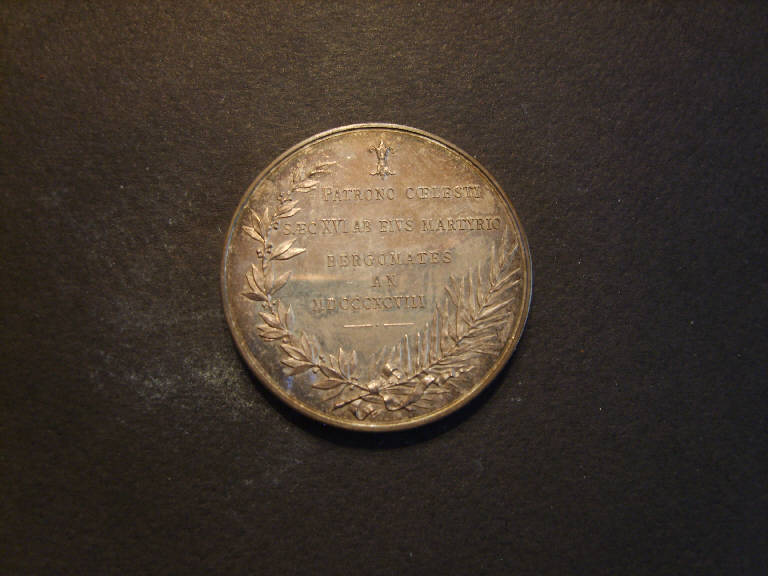 PATRONO CŒLESTI
SÆC XVI AB EIVS MARTYRIO
BERGOMATES
AN
MDCCCXCVIII